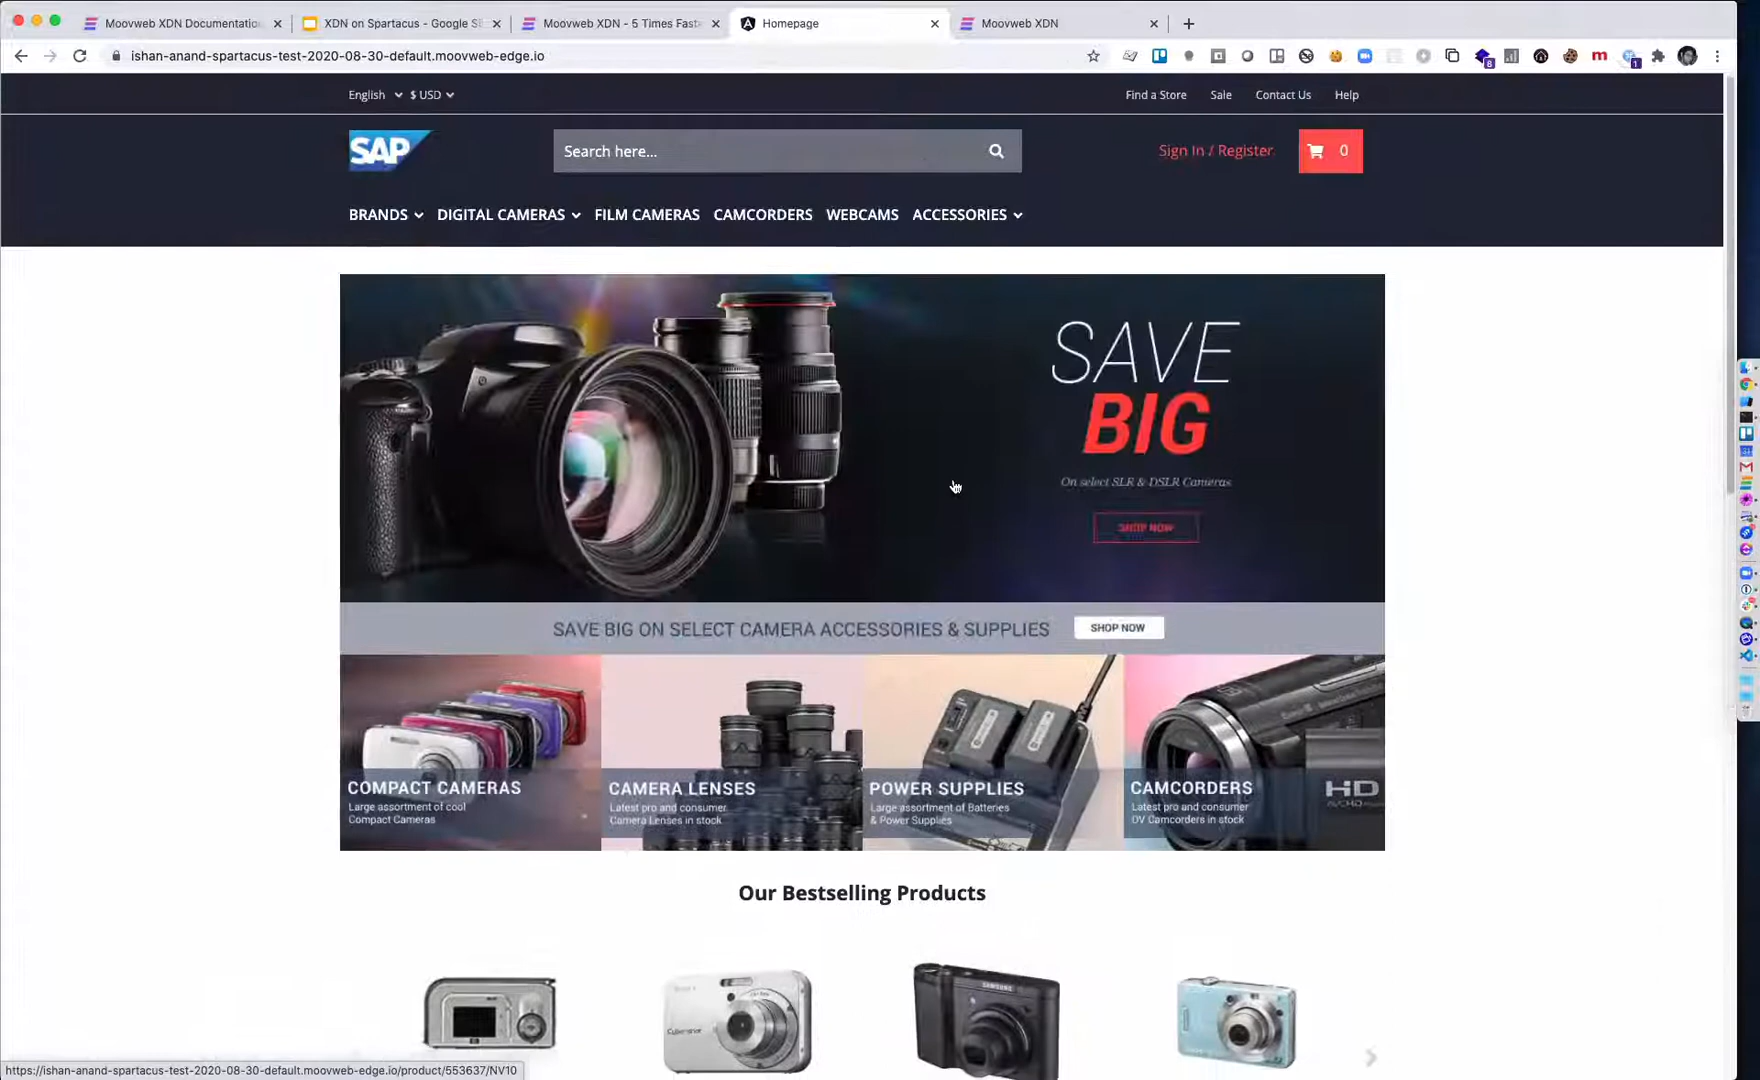 Moovweb XDN Documentatio
XDN on Spartacus - Google Sli
Moovweb XDN - 5 Times Faste
Homepage
Moovweb XDN
ishan-anand-spartacus-test-2020-08-30-default.moovweb-edge.io
English
$ USD
Find a Store
Sale
Contact Us
Help
SAP
Search here...
Sign In / Register
0
BRANDS
DIGITAL CAMERAS
FILM CAMERAS
CAMCORDERS
WEBCAMS
ACCESSORIES
SAVE
BIG
On select SLR & DSLR Cameras
SHOP NOW
SAVE BIG ON SELECT CAMERA ACCESSORIES & SUPPLIES
SHOP NOW
COMPACT CAMERAS
Large assortment of cool
Compact Cameras
CAMERA LENSES
Latest pro and consumer
Camera Lenses in stock
POWER SUPPLIES
Large assortment of Batteries
& Power Supplies
CAMCORDERS
Latest pro and consumer
DV Camcorders in stock
HD
Our Bestselling Products
SAMSUNG
Cyber-shot
https://ishan-anand-spartacus-test-2020-08-30-default.moovweb-edge.io/product/553637/NV10